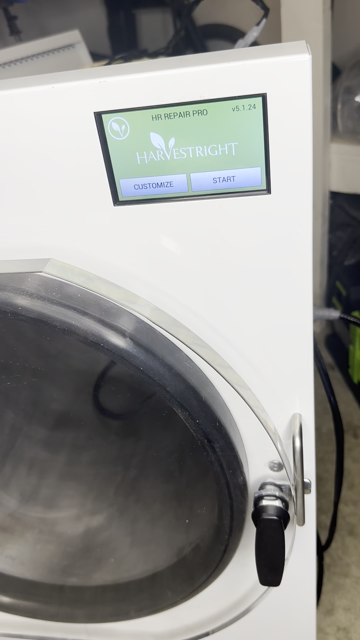 HR REPAIR PRO
v5.1.24
HARVESTRIGHT
CUSTOMIZE
START